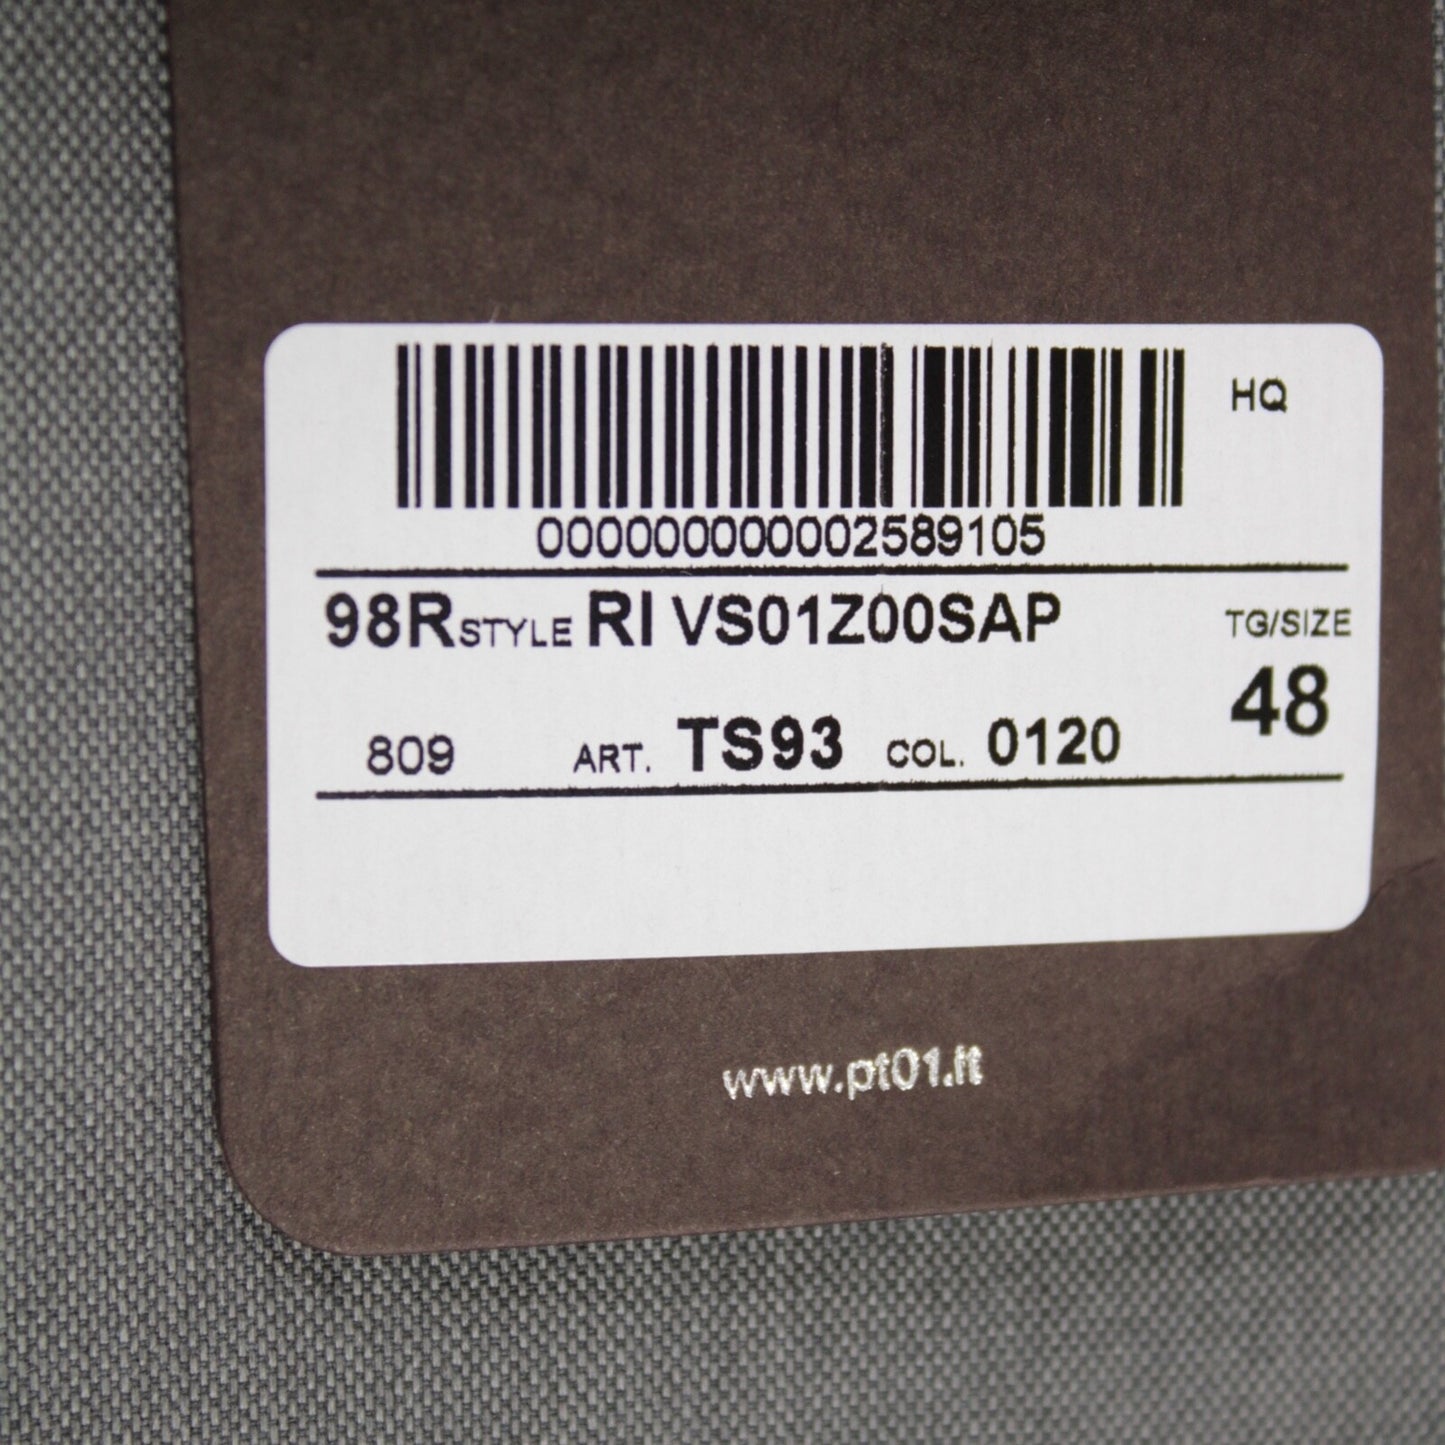 HQ
000000000002589105
98R STYLE RI VS01Z00SAP
TG/SIZE
48
809 ART. TS93 COL. 0120
www.pt01.it